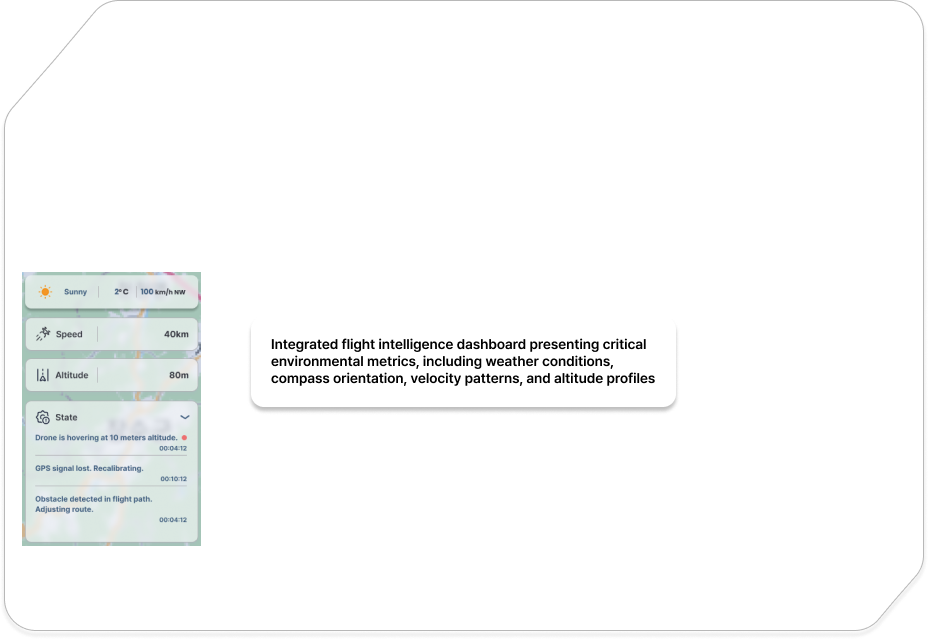 Sunny 2° C 100 km/h NW
Speed 40km
Altitude 80m
State
Drone is hovering at 10 meters altitude.
00:04:12
GPS signal lost. Recalibrating.
00:10:12
Obstacle detected in flight path.
Adjusting route.
00:04:12
Integrated flight intelligence dashboard presenting critical
environmental metrics, including weather conditions,
compass orientation, velocity patterns, and altitude profiles